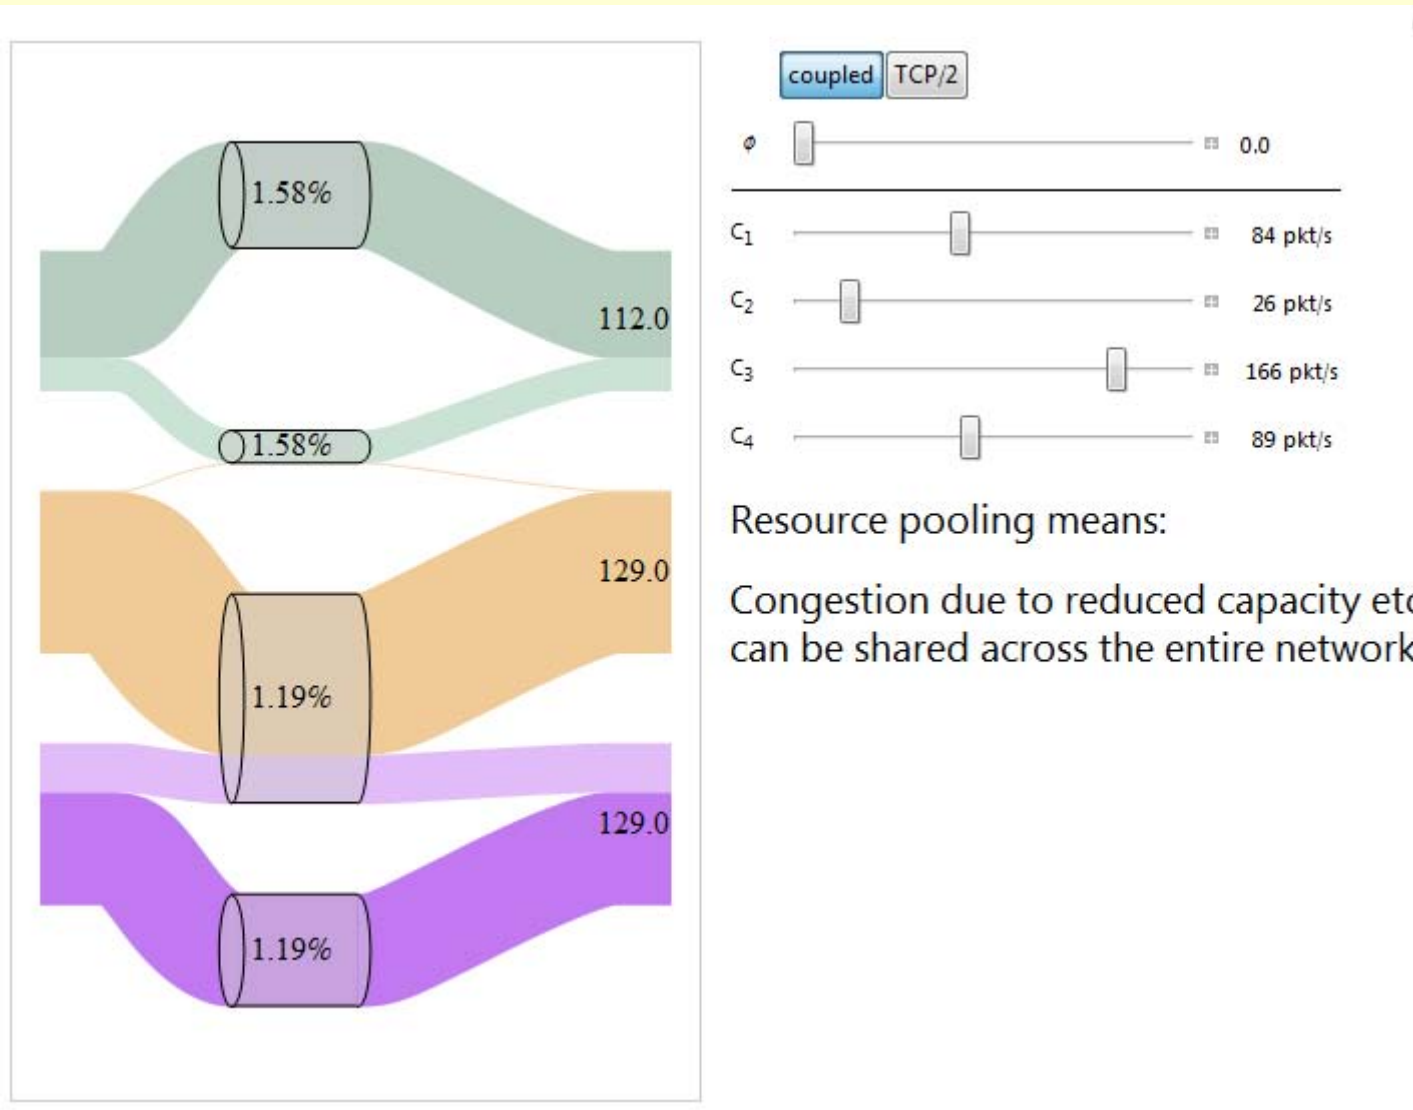 1.58%
112.0
1.58%
129.0
1.19%
129.0
1.19%
coupled TCP/2
ϕ 0.0
C1 84 pkt/s
C2 26 pkt/s
C3 166 pkt/s
C4 89 pkt/s
Resource pooling means:
Congestion due to reduced capacity etc
can be shared across the entire network